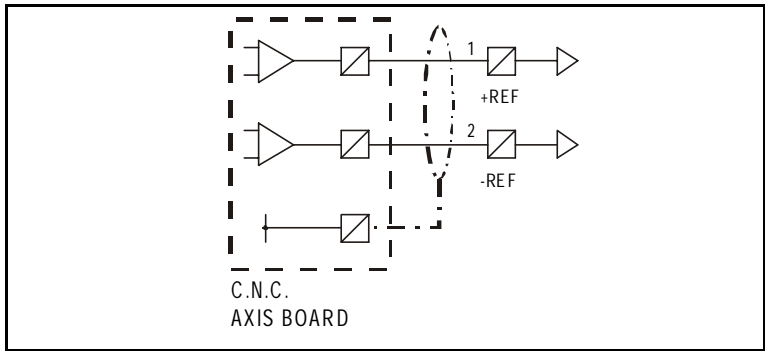 1
+REF
2
-REF
C.N.C.
AXIS BOARD